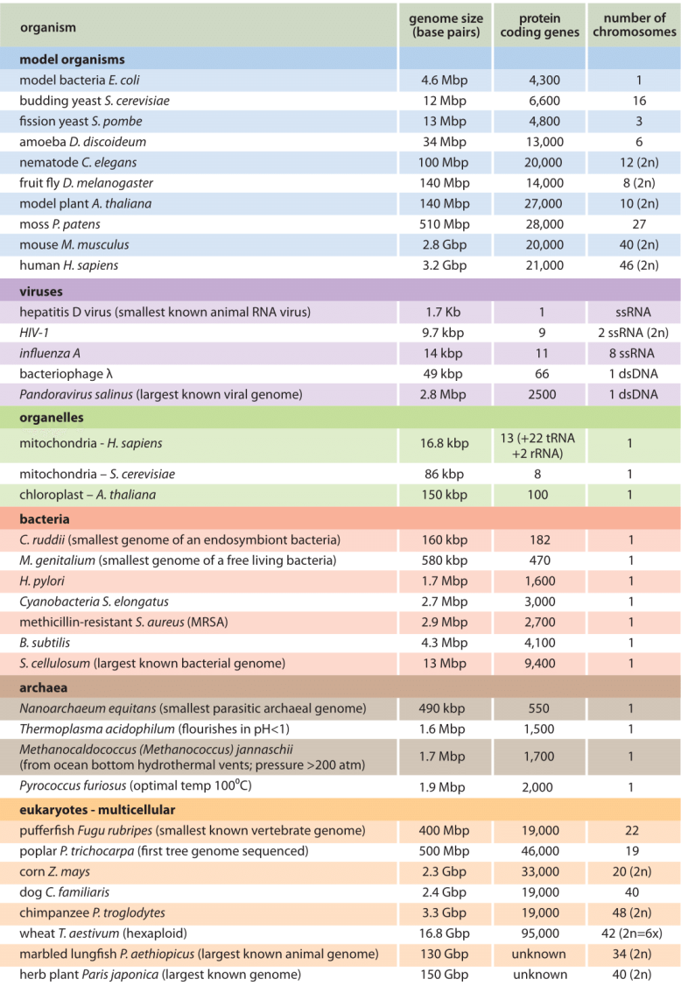 organism genome size (base pairs) protein coding genes number of chromosomes
model organisms
model bacteria E. coli 4.6 Mbp 4,300 1
budding yeast S. cerevisiae 12 Mbp 6,600 16
fission yeast S. pombe 13 Mbp 4,800 3
amoeba D. discoideum 34 Mbp 13,000 6
nematode C. elegans 100 Mbp 20,000 12 (2n)
fruit fly D. melanogaster 140 Mbp 14,000 8 (2n)
model plant A. thaliana 140 Mbp 27,000 10 (2n)
moss P. patens 510 Mbp 28,000 27
mouse M. musculus 2.8 Gbp 20,000 40 (2n)
human H. sapiens 3.2 Gbp 21,000 46 (2n)
viruses
hepatitis D virus (smallest known animal RNA virus) 1.7 Kb 1 ssRNA
HIV-1 9.7 kbp 9 2 ssRNA (2n)
influenza A 14 kbp 11 8 ssRNA
bacteriophage λ 49 kbp 66 1 dsDNA
Pandoravirus salinus (largest known viral genome) 2.8 Mbp 2500 1 dsDNA
organelles
mitochondria - H. sapiens 16.8 kbp 13 (+22 tRNA +2 rRNA) 1
mitochondria – S. cerevisiae 86 kbp 8 1
chloroplast – A. thaliana 150 kbp 100 1
bacteria
C. ruddii (smallest genome of an endosymbiont bacteria) 160 kbp 182 1
M. genitalium (smallest genome of a free living bacteria) 580 kbp 470 1
H. pylori 1.7 Mbp 1,600 1
Cyanobacteria S. elongatus 2.7 Mbp 3,000 1
methicillin-resistant S. aureus (MRSA) 2.9 Mbp 2,700 1
B. subtilis 4.3 Mbp 4,100 1
S. cellulosum (largest known bacterial genome) 13 Mbp 9,400 1
archaea
Nanoarchaeum equitans (smallest parasitic archaeal genome) 490 kbp 550 1
Thermoplasma acidophilum (flourishes in pH<1) 1.6 Mbp 1,500 1
Methanocaldococcus (Methanococcus) jannaschii
(from ocean bottom hydrothermal vents; pressure >200 atm) 1.7 Mbp 1,700 1
Pyrococcus furiosus (optimal temp 100⁰C) 1.9 Mbp 2,000 1
eukaryotes - multicellular
pufferfish Fugu rubripes (smallest known vertebrate genome) 400 Mbp 19,000 22
poplar P. trichocarpa (first tree genome sequenced) 500 Mbp 46,000 19
corn Z. mays 2.3 Gbp 33,000 20 (2n)
dog C. familiaris 2.4 Gbp 19,000 40
chimpanzee P. troglodytes 3.3 Gbp 19,000 48 (2n)
wheat T. aestivum (hexaploid) 16.8 Gbp 95,000 42 (2n=6x)
marbled lungfish P. aethiopicus (largest known animal genome) 130 Gbp unknown 34 (2n)
herb plant Paris japonica (largest known genome) 150 Gbp unknown 40 (2n)